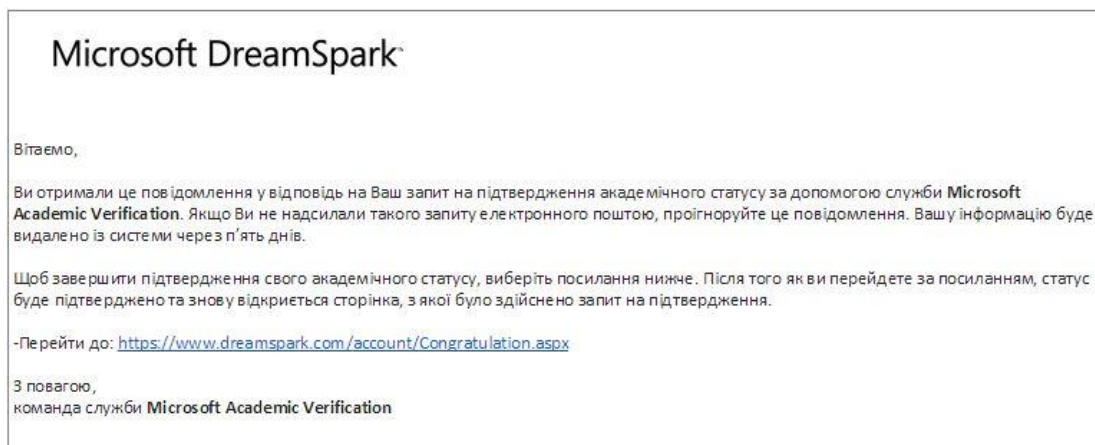 Microsoft DreamSpark™
Вітаємо,
Ви отримали це повідомлення у відповідь на Ваш запит на підтвердження академічного статусу за допомогою служби Microsoft
Academic Verification. Якщо Ви не надсилали такого запиту електронного поштою, проігноруйте це повідомлення. Вашу інформацію буде
видалено із системи через п’ять днів.
Щоб завершити підтвердження свого академічного статусу, виберіть посилання нижче. Після того як ви перейдете за посиланням, статус
буде підтверджено та знову відкриється сторінка, з якої було здійснено запит на підтвердження.
-Перейти до: https://www.dreamspark.com/account/Congratulation.aspx
З повагою,
команда служби Microsoft Academic Verification